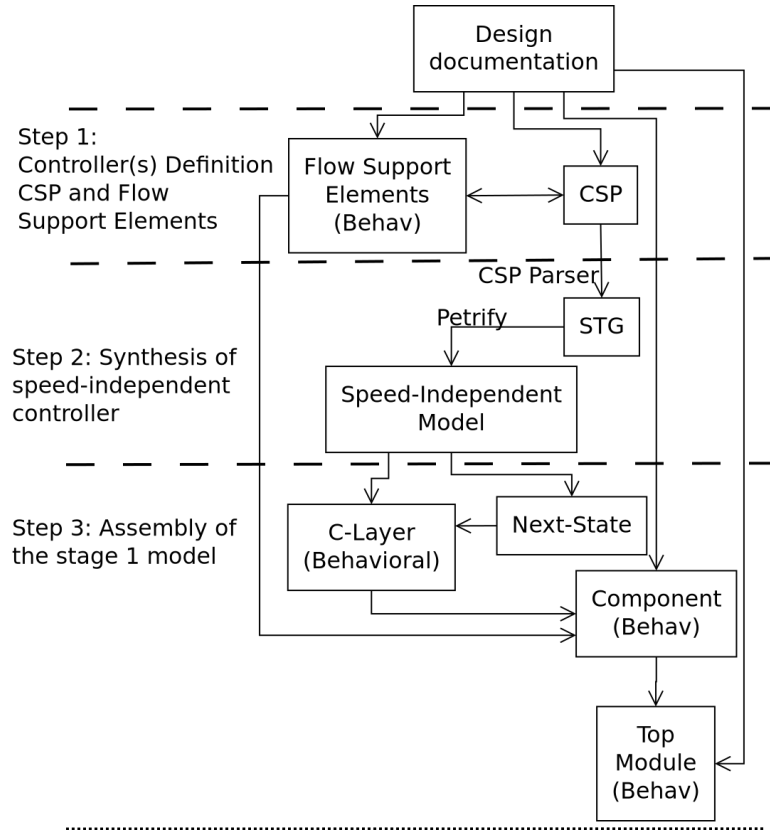 Design
documentation
Step 1:
Controller(s) Definition
CSP and Flow
Support Elements
Flow Support
Elements
(Behav)
CSP
CSP Parser
Petrify
STG
Step 2: Synthesis of
speed-independent
controller
Speed-Independent
Model
Step 3: Assembly of
the stage 1 model
C-Layer
(Behavioral)
Next-State
Component
(Behav)
Top
Module
(Behav)